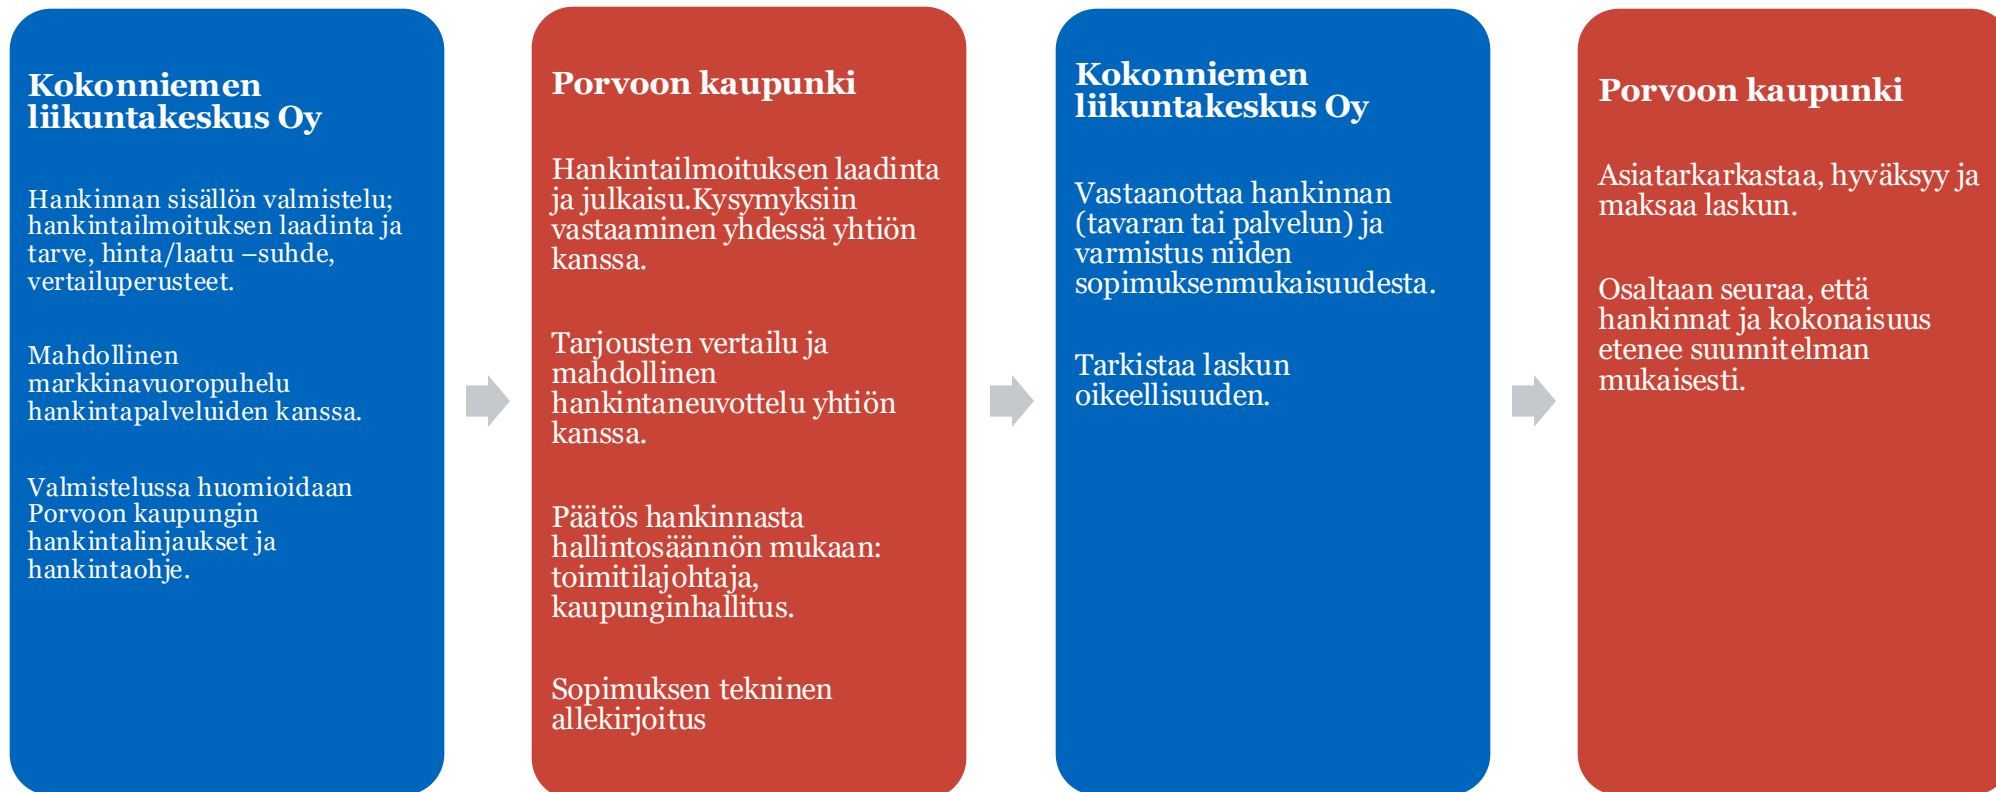 Kokonniemen
liikuntakeskus Oy
Hankinnan sisällön valmistelu;
hankintailmoituksen laadinta ja
tarve, hinta/laatu –suhde,
vertailuperusteet.
Mahdollinen
markkinavuoropuhelu
hankintapalveluiden kanssa.
Valmistelussa huomioidaan
Porvoon kaupungin
hankintalinjaukset ja
hankintaohje.
Porvoon kaupunki
Hankintailmoituksen laadinta
ja julkaisu.Kysymyksiin
vastaaminen yhdessä yhtiön
kanssa.
Tarjousten vertailu ja
mahdollinen
hankintaneuvottelu yhtiön
kanssa.
Päätös hankinnasta
hallintosäännön mukaan:
toimitilajohtaja,
kaupunginhallitus.
Sopimuksen tekninen
allekirjoitus
Kokonniemen
liikuntakeskus Oy
Vastaanottaa hankinnan
(tavaran tai palvelun) ja
varmistus niiden
sopimuksenmukaisuudesta.
Tarkistaa laskun
oikeellisuuden.
Porvoon kaupunki
Asiatarkarkastaa, hyväksyy ja
maksaa laskun.
Osaltaan seuraa, että
hankinnat ja kokonaisuus
etenee suunnitelman
mukaisesti.